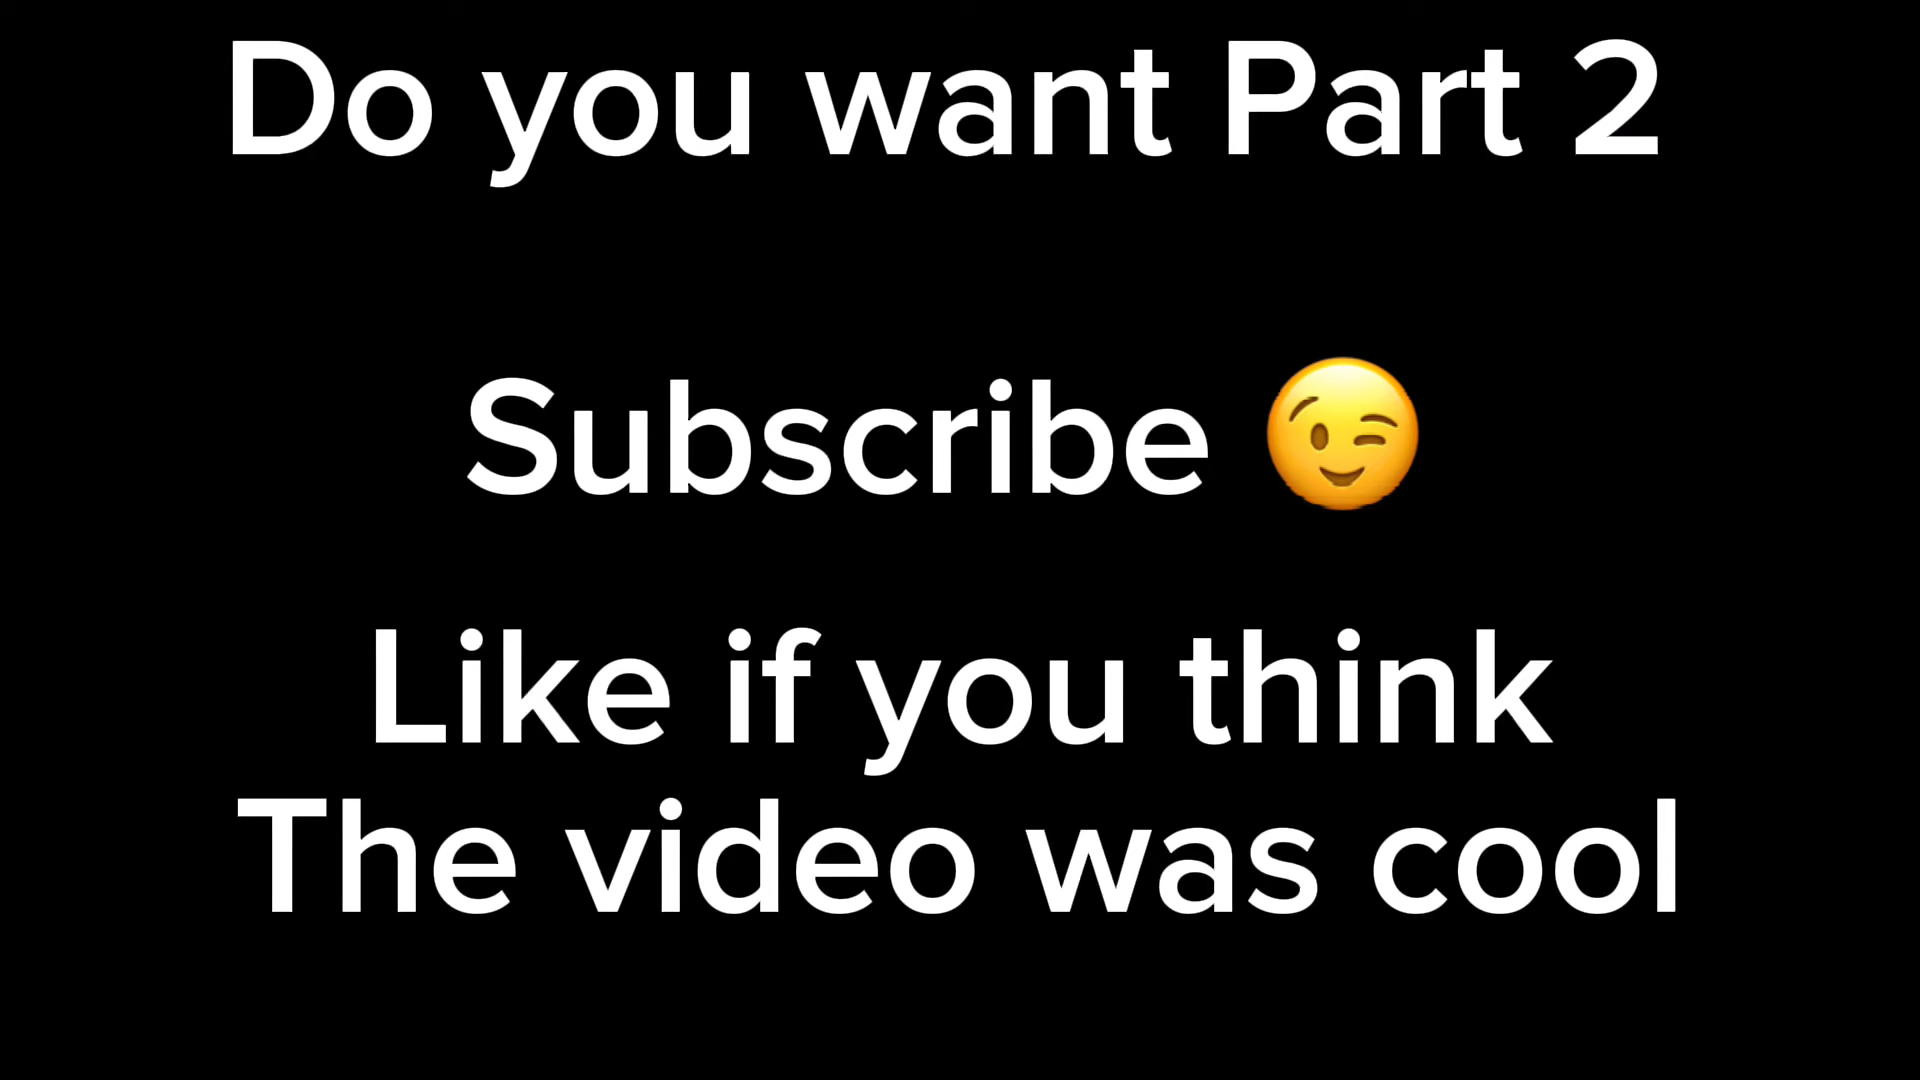 Do you want Part 2
Subscribe 😉
Like if you think
The video was cool